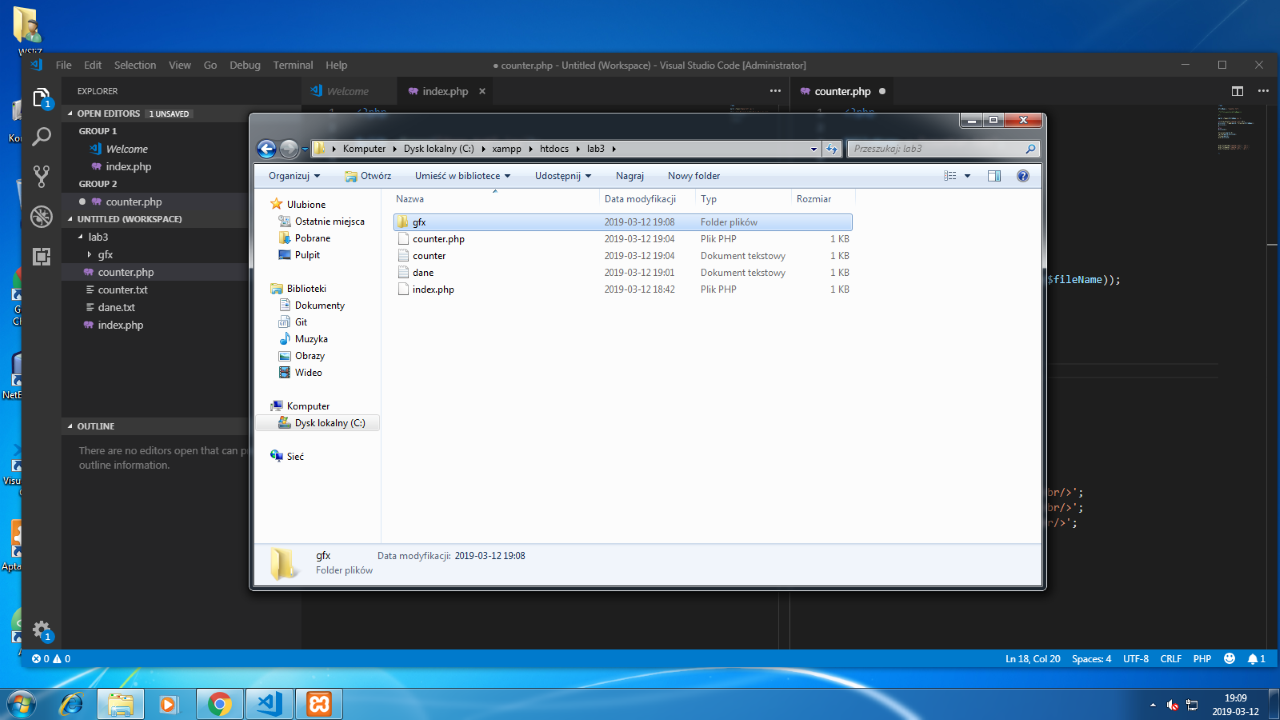 WSIiZ
File Edit Selection View Go Debug Terminal Help
● counter.php - Untitled (Workspace) - Visual Studio Code [Administrator]
EXPLORER
OPEN EDITORS 1 UNSAVED
GROUP 1
Welcome
index.php
GROUP 2
counter.php
UNTITLED (WORKSPACE)
lab3
gfx
counter.php
counter.txt
dane.txt
index.php
OUTLINE
There are no editors open that can
outline information.
Welcome
index.php
counter.php
1 <?php
1 <?php
Komputer Dysk lokalny (C:) xampp htdocs lab3
Przeszukaj: lab3
Organizuj Otwórz Umieść w bibliotece Udostępnij Nagraj Nowy folder
Ulubione
Ostatnie miejsca
Pobrane
Pulpit
Biblioteki
Dokumenty
Git
Muzyka
Obrazy
Wideo
Komputer
Dysk lokalny (C:)
Sieć
Nazwa Data modyfikacji Typ Rozmiar
gfx 2019-03-12 19:08 Folder plików
counter.php 2019-03-12 19:04 Plik PHP 1 KB
counter 2019-03-12 19:04 Dokument tekstowy 1 KB
dane 2019-03-12 19:01 Dokument tekstowy 1 KB
index.php 2019-03-12 18:42 Plik PHP 1 KB
gfx Data modyfikacji: 2019-03-12 19:08
Folder plików
$fileName));
br/>';
br/>';
r/>';
0 0
Ln 18, Col 20 Spaces: 4 UTF-8 CRLF PHP 1
19:09
2019-03-12